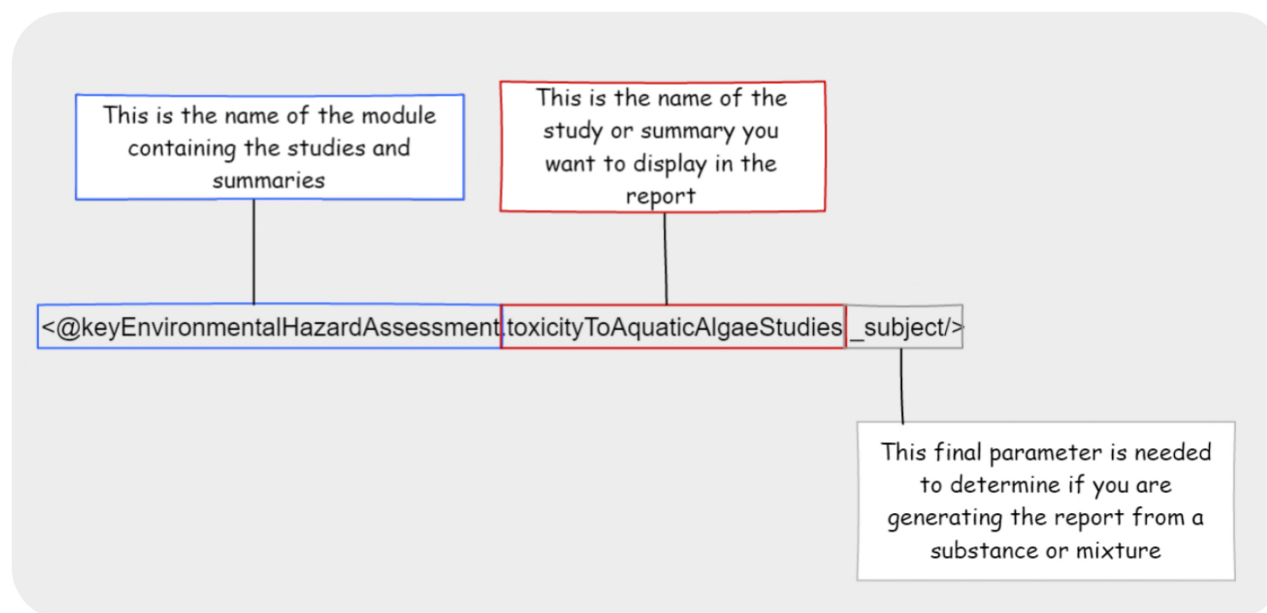 This is the name of the module
containing the studies and
summaries
This is the name of the
study or summary you
want to display in the
report
<@keyEnvironmentalHazardAssessment.toxicityToAquaticAlgaeStudies _subject/>
This final parameter is needed
to determine if you are
generating the report from a
substance or mixture